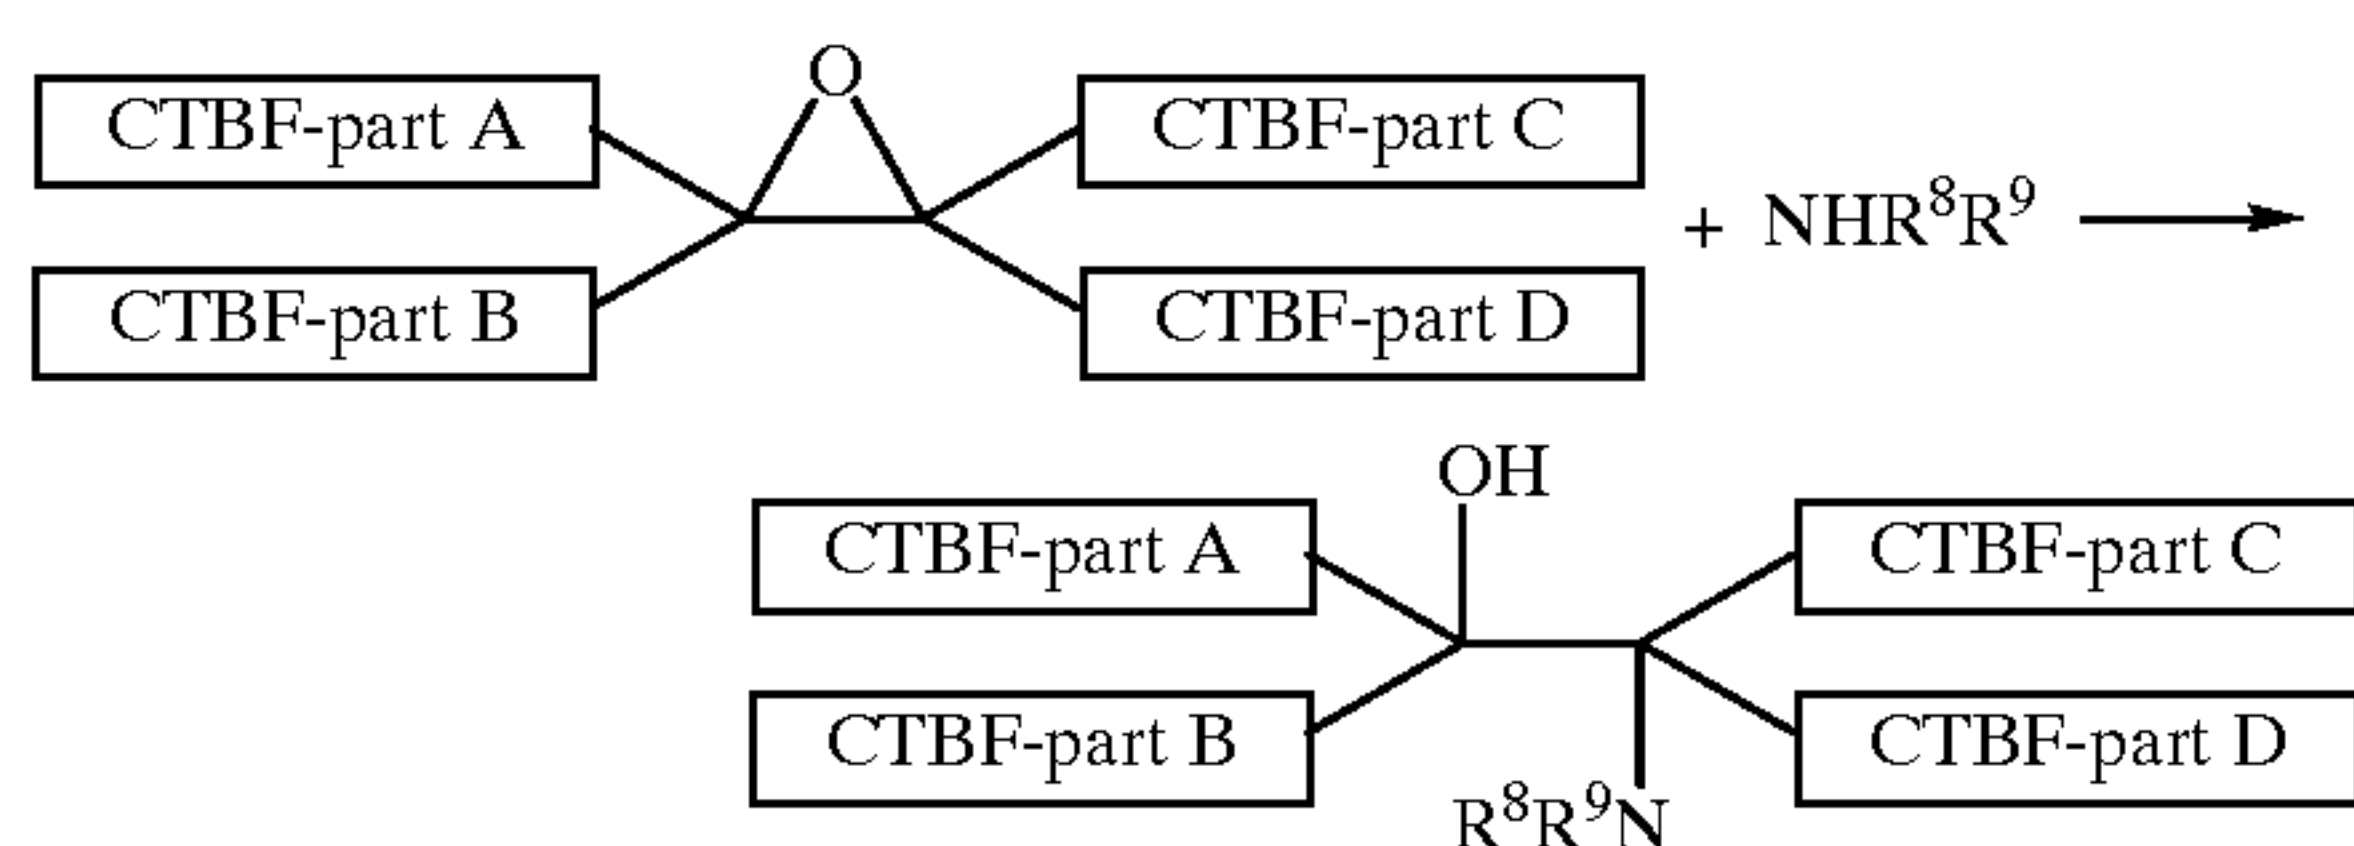 O
CTBF-part A CTBF-part C
+ NHR⁸R⁹
CTBF-part B CTBF-part D
OH
CTBF-part A CTBF-part C
CTBF-part B CTBF-part D
R⁸R⁹N